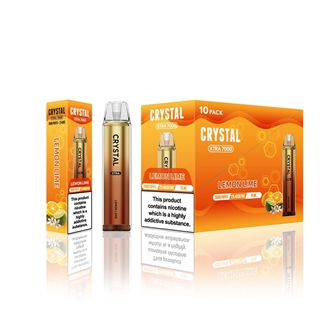 CRYSTAL
LEMON LIME
This product
contains nicotine
which is a highly
addictive
substance.
CRYSTAL
XTRA
10 PACK
CRYSTAL
XTRA 7000
LEMON LIME
This product contains
nicotine which is a highly
addictive substance.